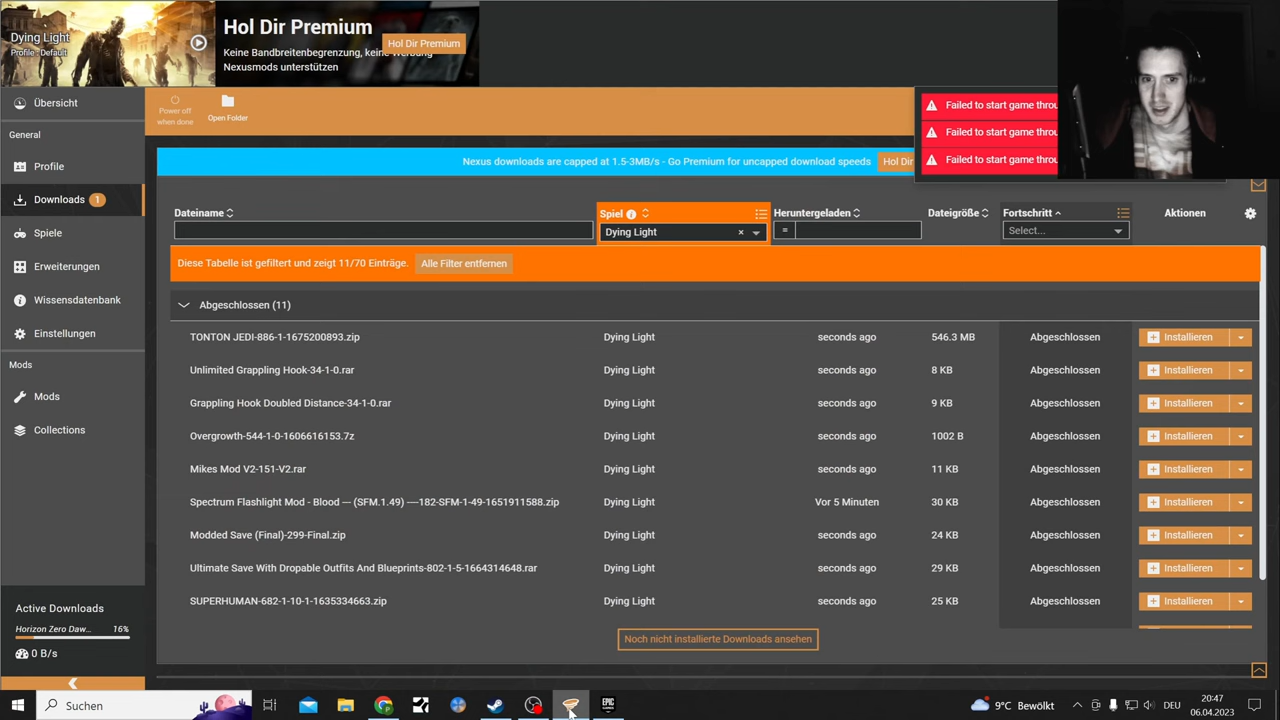 Dying Light
Profile : Default
Hol Dir Premium
Keine Bandbreitenbegrenzung, keine Werbung
Nexusmods unterstützen
Hol Dir Premium
Übersicht
General
Profile
Downloads 1
Spiele
Erweiterungen
Wissensdatenbank
Einstellungen
Mods
Mods
Collections
Active Downloads
Horizon Zero Daw... 16%
0 B/s
Power off
when done
Open Folder
Failed to start game
Failed to start game
Failed to start game
Nexus downloads are capped at 1.5-3MB/s - Go Premium for uncapped download speeds Hol Dir
Dateiname Spiel Heruntergeladen Dateigröße Fortschritt Aktionen
Dying Light × = Select...
Diese Tabelle ist gefiltert und zeigt 11/70 Einträge. Alle Filter entfernen
Abgeschlossen (11)
TONTON JEDI-886-1-1675200893.zip Dying Light seconds ago 546.3 MB Abgeschlossen Installieren
Unlimited Grappling Hook-34-1-0.rar Dying Light seconds ago 8 KB Abgeschlossen Installieren
Grappling Hook Doubled Distance-34-1-0.rar Dying Light seconds ago 9 KB Abgeschlossen Installieren
Overgrowth-544-1-0-1606616153.7z Dying Light seconds ago 1002 B Abgeschlossen Installieren
Mikes Mod V2-151-V2.rar Dying Light seconds ago 11 KB Abgeschlossen Installieren
Spectrum Flashlight Mod - Blood --- (SFM.1.49) ----182-SFM-1-49-1651911588.zip Dying Light Vor 5 Minuten 30 KB Abgeschlossen Installieren
Modded Save (Final)-299-Final.zip Dying Light seconds ago 24 KB Abgeschlossen Installieren
Ultimate Save With Dropable Outfits And Blueprints-802-1-5-1664314648.rar Dying Light seconds ago 29 KB Abgeschlossen Installieren
SUPERHUMAN-682-1-10-1-1635334663.zip Dying Light seconds ago 25 KB Abgeschlossen Installieren
Noch nicht installierte Downloads ansehen
Suchen
EPIC
9°C Bewölkt
DEU
20:47
06.04.2023